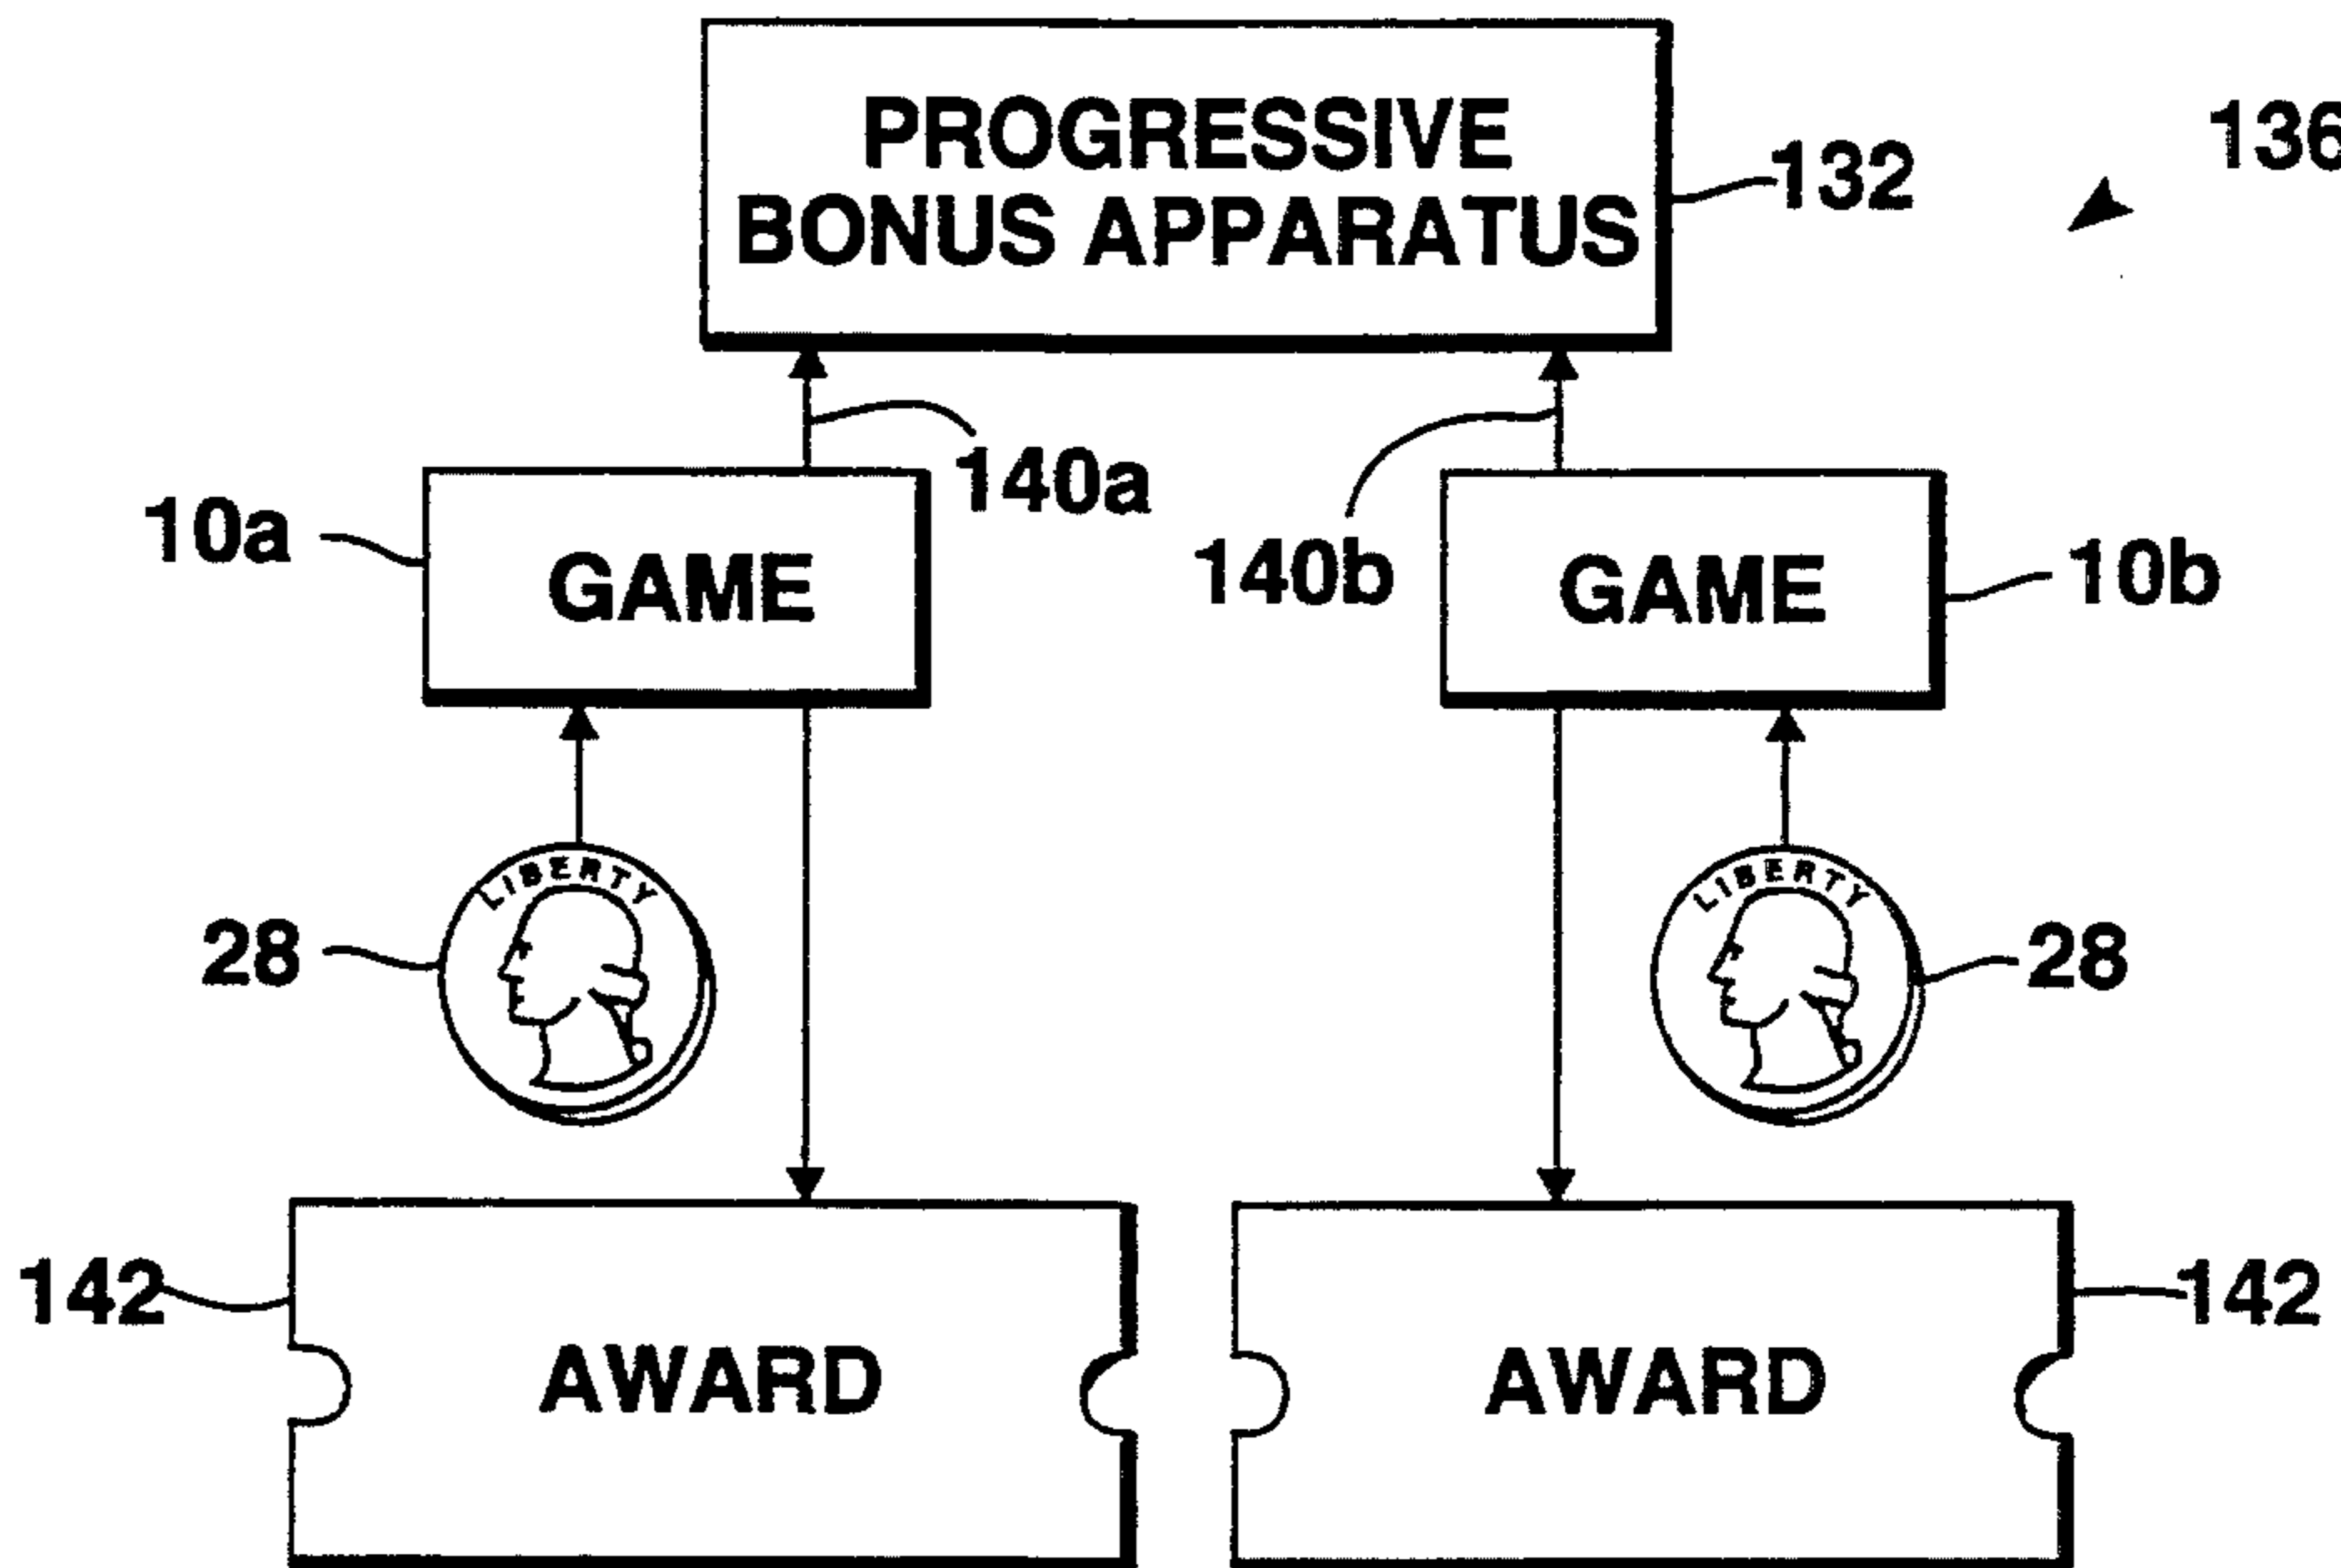 PROGRESSIVE
BONUS APPARATUS
132
136
140a
10a
GAME
140b
GAME
10b
LIBERTY
28
LIBERTY
28
142
AWARD
AWARD
142